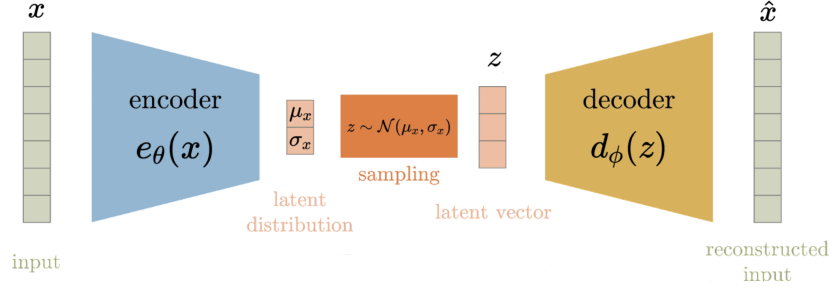 x
x̂
z
encoder
e_θ(x)
μ_x
σ_x
z ∼ 𝒩(μ_x, σ_x)
decoder
d_ϕ(z)
sampling
latent
distribution
latent vector
input
reconstructed
input